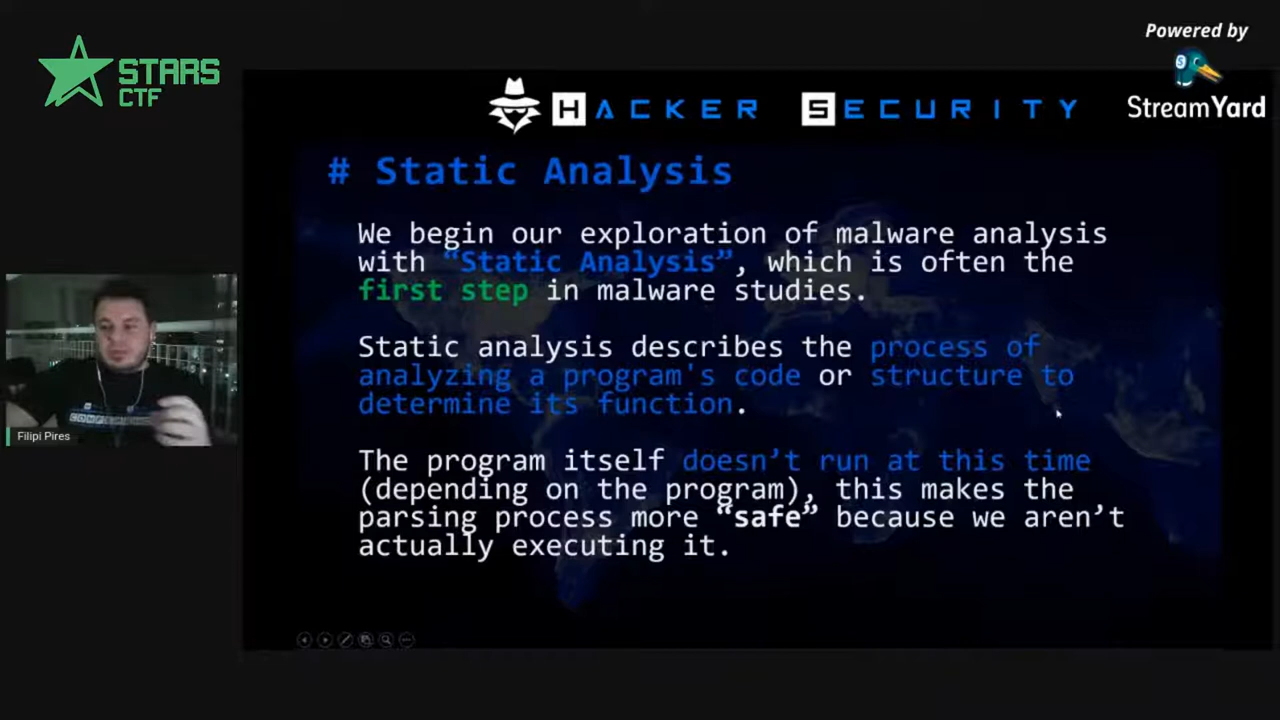 STARS
CTF
Powered by
StreamYard
HACKER SECURITY
# Static Analysis
We begin our exploration of malware analysis
with “Static Analysis”, which is often the
first step in malware studies.
Static analysis describes the process of
analyzing a program's code or structure to
determine its function.
The program itself doesn’t run at this time
(depending on the program), this makes the
parsing process more “safe” because we aren’t
actually executing it.
Filipi Pires